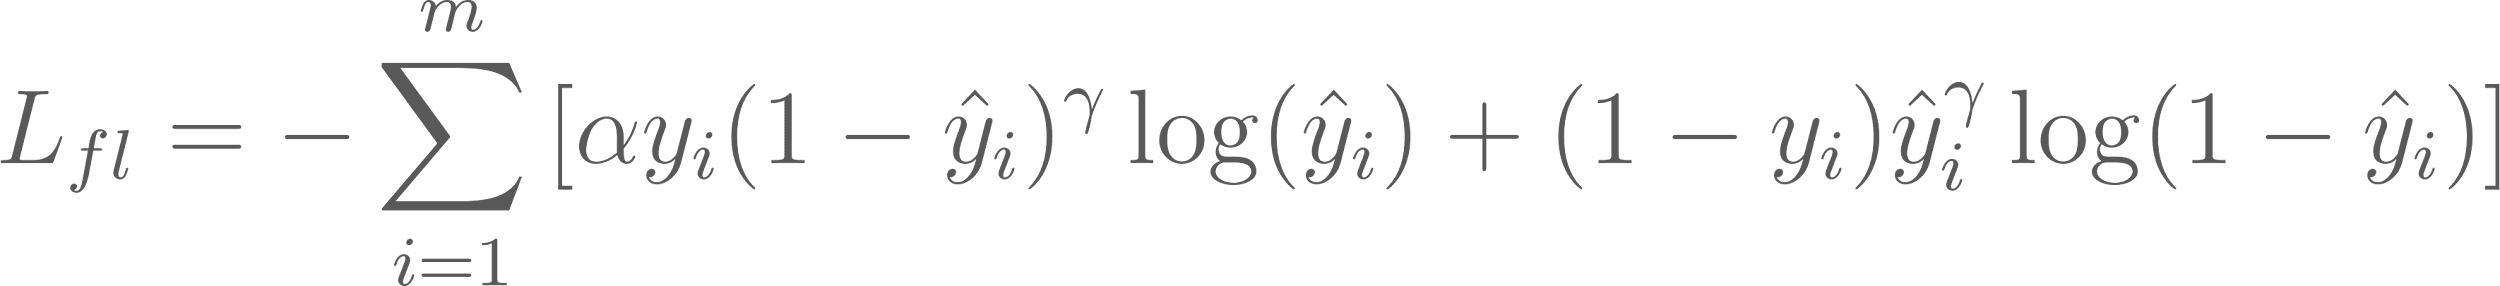 L_{fl} = -\sum_{i=1}^{m} [\alpha y_i (1 - \hat{y}_i)^\gamma \log(\hat{y}_i) + (1 - y_i) \hat{y}_i^\gamma \log(1 - \hat{y}_i)]